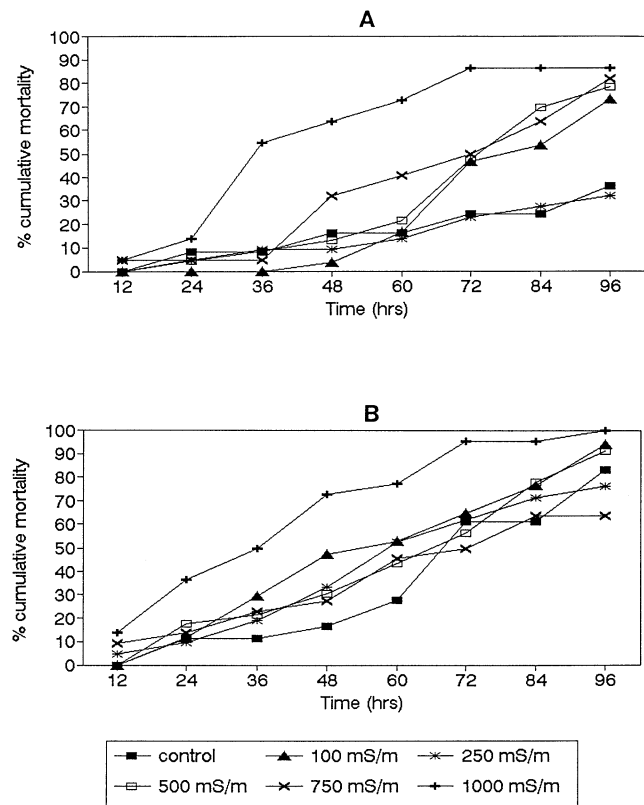 A
% cumulative mortality
100
90
80
70
60
50
40
30
20
10
0
12 24 36 48 60 72 84 96
Time (hrs)
B
% cumulative mortality
100
90
80
70
60
50
40
30
20
10
0
12 24 36 48 60 72 84 96
Time (hrs)
control 100 mS/m 250 mS/m
500 mS/m 750 mS/m 1000 mS/m